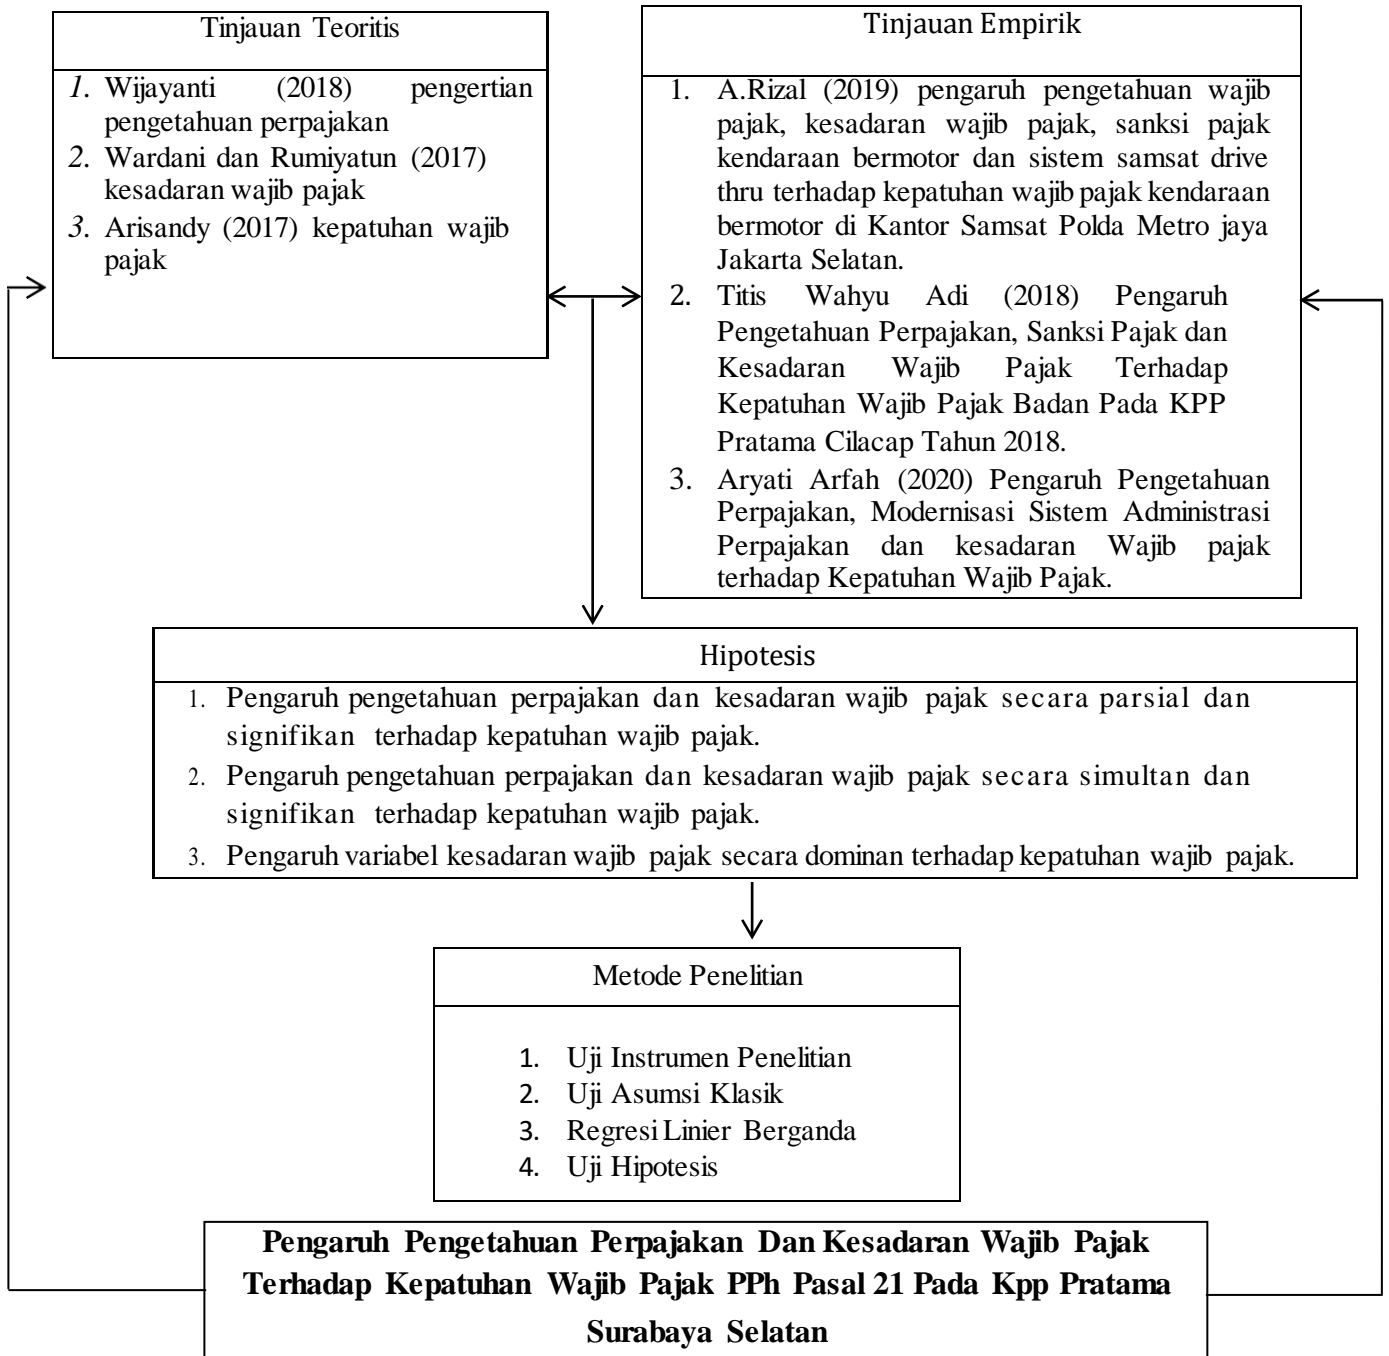 Tinjauan Teoritis
1. Wijayanti (2018) pengertian
pengetahuan perpajakan
2. Wardani dan Rumiyatun (2017)
kesadaran wajib pajak
3. Arisandy (2017) kepatuhan wajib
pajak
Tinjauan Empirik
1. A.Rizal (2019) pengaruh pengetahuan wajib
pajak, kesadaran wajib pajak, sanksi pajak
kendaraan bermotor dan sistem samsat drive
thru terhadap kepatuhan wajib pajak kendaraan
bermotor di Kantor Samsat Polda Metro jaya
Jakarta Selatan.
2. Titis Wahyu Adi (2018) Pengaruh
Pengetahuan Perpajakan, Sanksi Pajak dan
Kesadaran Wajib Pajak Terhadap
Kepatuhan Wajib Pajak Badan Pada KPP
Pratama Cilacap Tahun 2018.
3. Aryati Arfah (2020) Pengaruh Pengetahuan
Perpajakan, Modernisasi Sistem Administrasi
Perpajakan dan kesadaran Wajib pajak
terhadap Kepatuhan Wajib Pajak.
Hipotesis
1. Pengaruh pengetahuan perpajakan dan kesadaran wajib pajak secara parsial dan
signifikan terhadap kepatuhan wajib pajak.
2. Pengaruh pengetahuan perpajakan dan kesadaran wajib pajak secara simultan dan
signifikan terhadap kepatuhan wajib pajak.
3. Pengaruh variabel kesadaran wajib pajak secara dominan terhadap kepatuhan wajib pajak.
Metode Penelitian
1. Uji Instrumen Penelitian
2. Uji Asumsi Klasik
3. Regresi Linier Berganda
4. Uji Hipotesis
Pengaruh Pengetahuan Perpajakan Dan Kesadaran Wajib Pajak
Terhadap Kepatuhan Wajib Pajak PPh Pasal 21 Pada Kpp Pratama
Surabaya Selatan